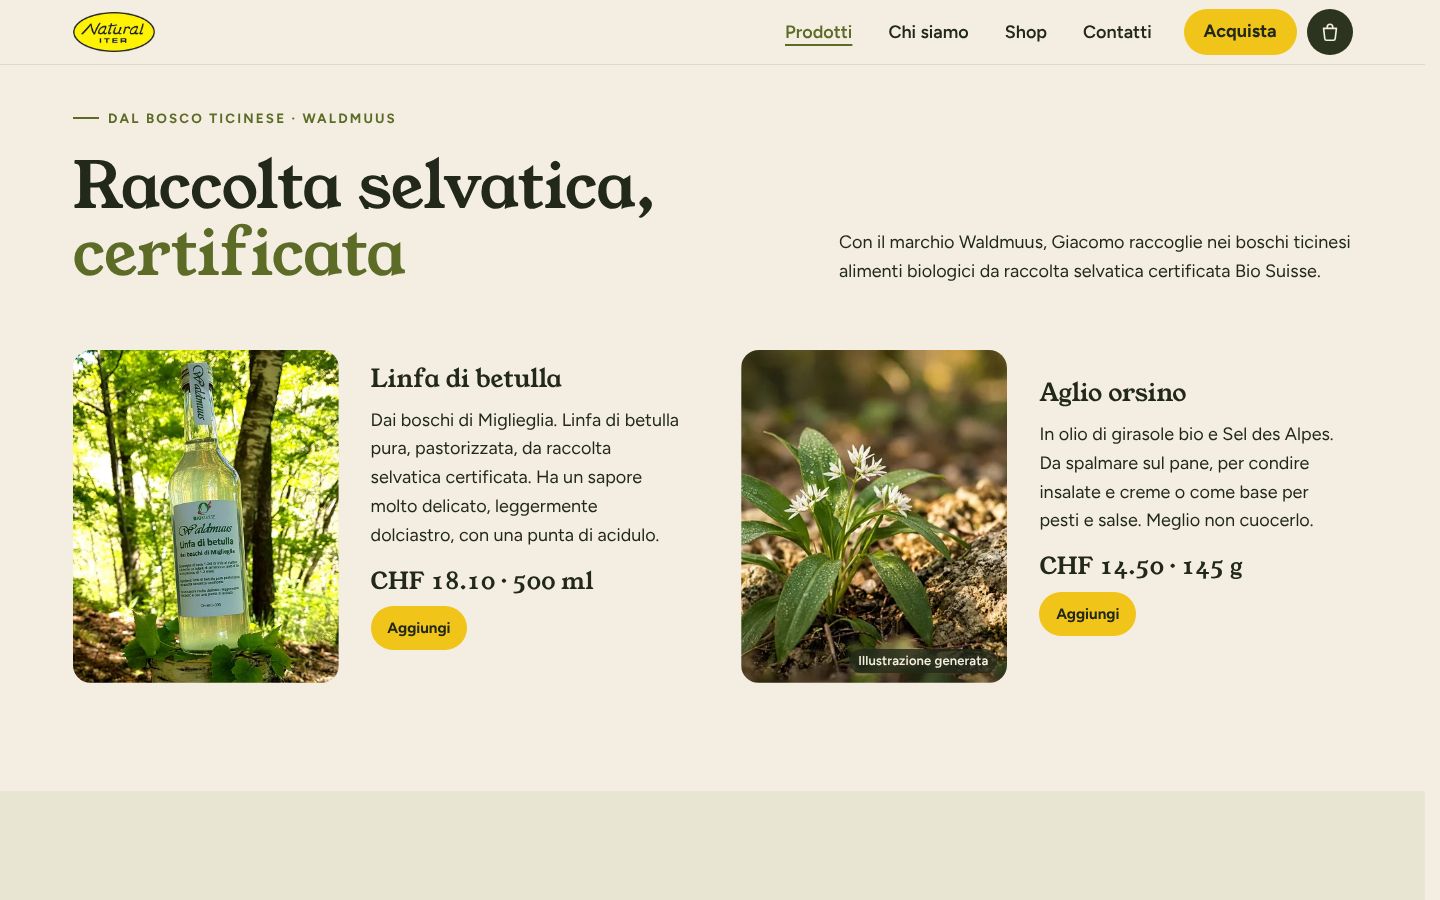 Natural
ITER
Prodotti
Chi siamo
Shop
Contatti
Acquista
DAL BOSCO TICINESE · WALDMUUS
Raccolta selvatica,
certificata
Con il marchio Waldmuus, Giacomo raccoglie nei boschi ticinesi
alimenti biologici da raccolta selvatica certificata Bio Suisse.
Waldmuus
Waldmuus
Linfa di betulla
dai boschi di Miglieglia
Linfa di betulla
Dai boschi di Miglieglia. Linfa di betulla
pura, pastorizzata, da raccolta
selvatica certificata. Ha un sapore
molto delicato, leggermente
dolciastro, con una punta di acidulo.
CHF 18.10 · 500 ml
Aggiungi
Illustrazione generata
Aglio orsino
In olio di girasole bio e Sel des Alpes.
Da spalmare sul pane, per condire
insalate e creme o come base per
pesti e salse. Meglio non cuocerlo.
CHF 14.50 · 145 g
Aggiungi